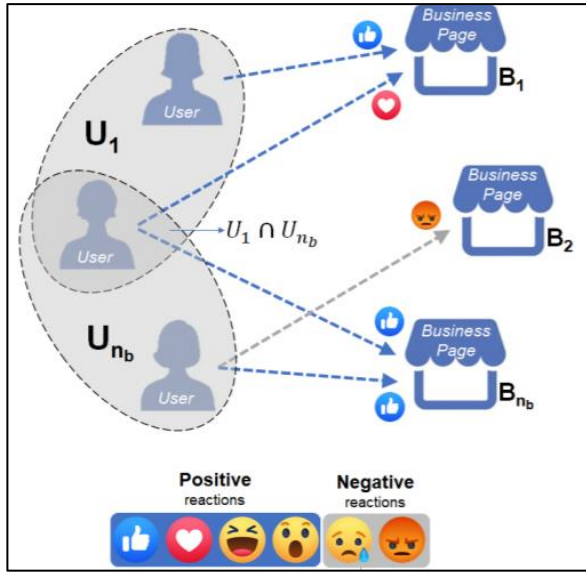 Business
Page
B1
User
U1
User
U1 ∩ Unb
Business
Page
B2
Unb
User
Business
Page
Bnb
Positive
reactions
Negative
reactions